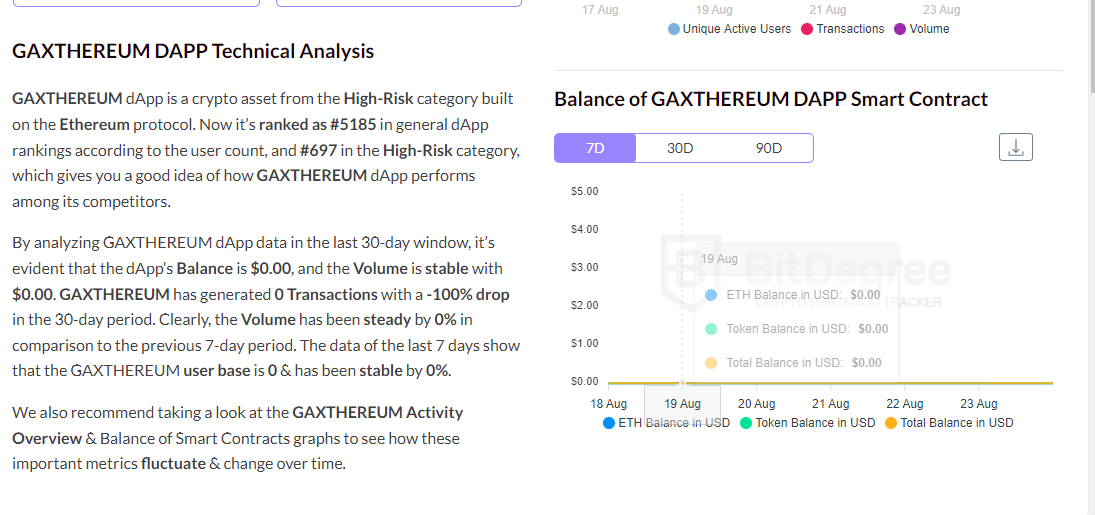 GAXTHEREUM DAPP Technical Analysis
GAXTHEREUM dApp is a crypto asset from the High-Risk category built
on the Ethereum protocol. Now it's ranked as #5185 in general dApp
rankings according to the user count, and #697 in the High-Risk category,
which gives you a good idea of how GAXTHEREUM dApp performs
among its competitors.
By analyzing GAXTHEREUM dApp data in the last 30-day window, it's
evident that the dApp's Balance is $0.00, and the Volume is stable with
$0.00. GAXTHEREUM has generated 0 Transactions with a -100% drop
in the 30-day period. Clearly, the Volume has been steady by 0% in
comparison to the previous 7-day period. The data of the last 7 days show
that the GAXTHEREUM user base is 0 & has been stable by 0%.
We also recommend taking a look at the GAXTHEREUM Activity
Overview & Balance of Smart Contracts graphs to see how these
important metrics fluctuate & change over time.
17 Aug 19 Aug 21 Aug 23 Aug
Unique Active Users Transactions Volume
Balance of GAXTHEREUM DAPP Smart Contract
7D 30D 90D
$5.00
$4.00
$3.00
$2.00
$1.00
$0.00
BitDegree
CRYPTO PORTFOLIO TRACKER
19 Aug
ETH Balance in USD: $0.00
Token Balance in USD: $0.00
Total Balance in USD: $0.00
18 Aug 19 Aug 20 Aug 21 Aug 22 Aug 23 Aug
ETH Balance in USD Token Balance in USD Total Balance in USD